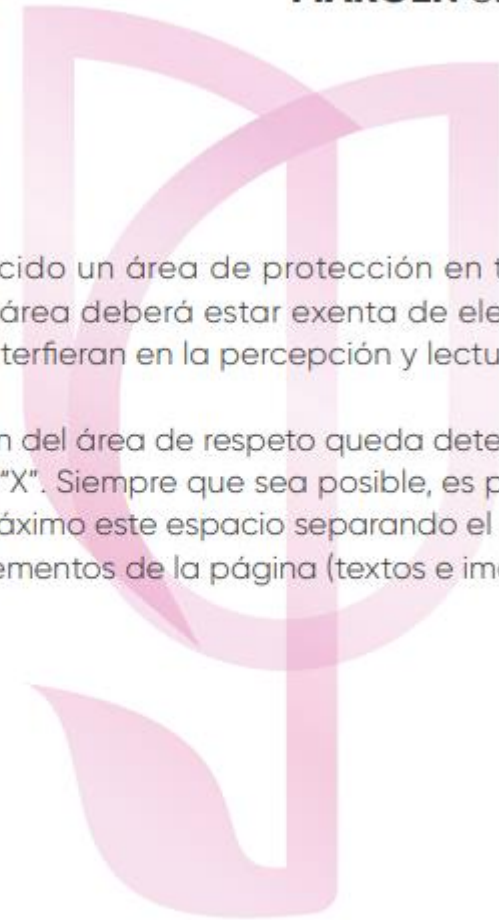 cido un área de protección en t
área deberá estar exenta de ele
terfieran en la percepción y lectu
n del área de respeto queda dete
"X". Siempre que sea posible, es p
áximo este espacio separando el
ementos de la página (textos e im